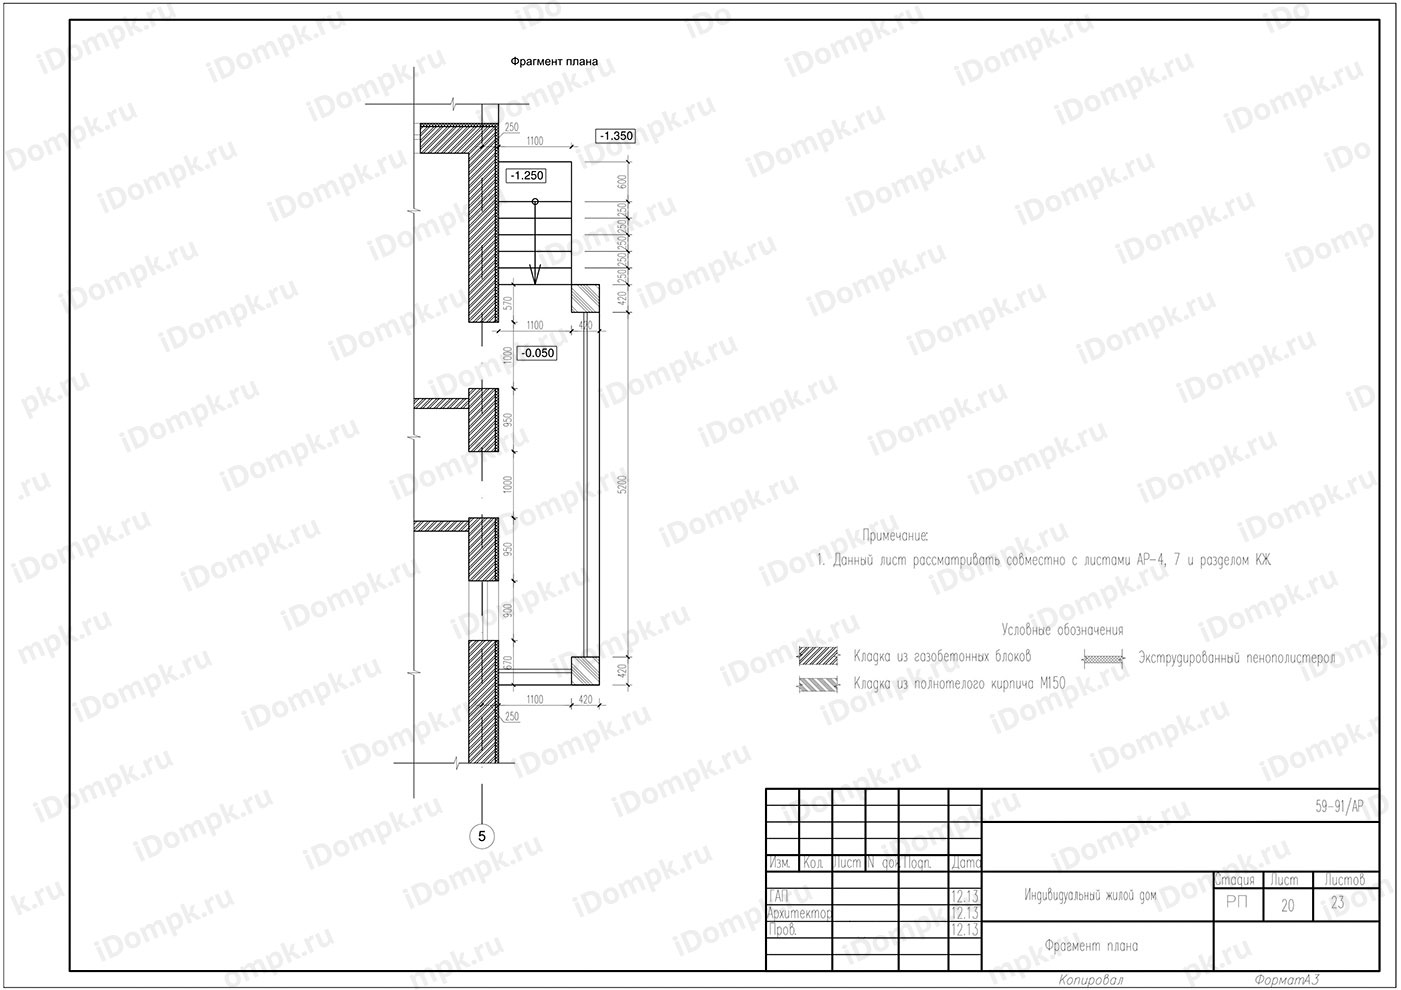 Фрагмент плана
250
1100
-1.350
-1.250
600
250
250
250
250
250
420
570
1100
420
-0.050
1000
950
1000
5200
950
900
570
420
1100
420
250
5
Примечание:
1. Данный лист рассматривать совместно с листами АР-4, 7 и разделом КЖ
Условные обозначения
Кладка из газобетонных блоков
Экструдированный пенополистерол
Кладка из полнотелого кирпича М150
59-91/АР
Изм. Кол. Лист N док Подп. Дата
ГАП 12.13
Архитектор 12.13
Пров. 12.13
Индивидуальный жилой дом
Стадия Лист Листов
РП 20 23
Фрагмент плана
Копировал ФорматА3
iDompk.ru